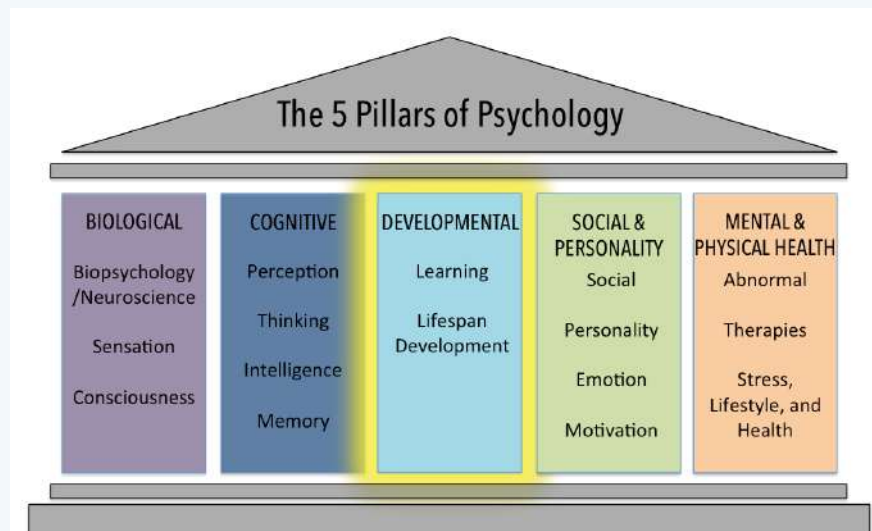 The 5 Pillars of Psychology
BIOLOGICAL
Biopsychology
/Neuroscience
Sensation
Consciousness
COGNITIVE
Perception
Thinking
Intelligence
Memory
DEVELOPMENTAL
Learning
Lifespan
Development
SOCIAL &
PERSONALITY
Social
Personality
Emotion
Motivation
MENTAL &
PHYSICAL HEALTH
Abnormal
Therapies
Stress,
Lifestyle, and
Health